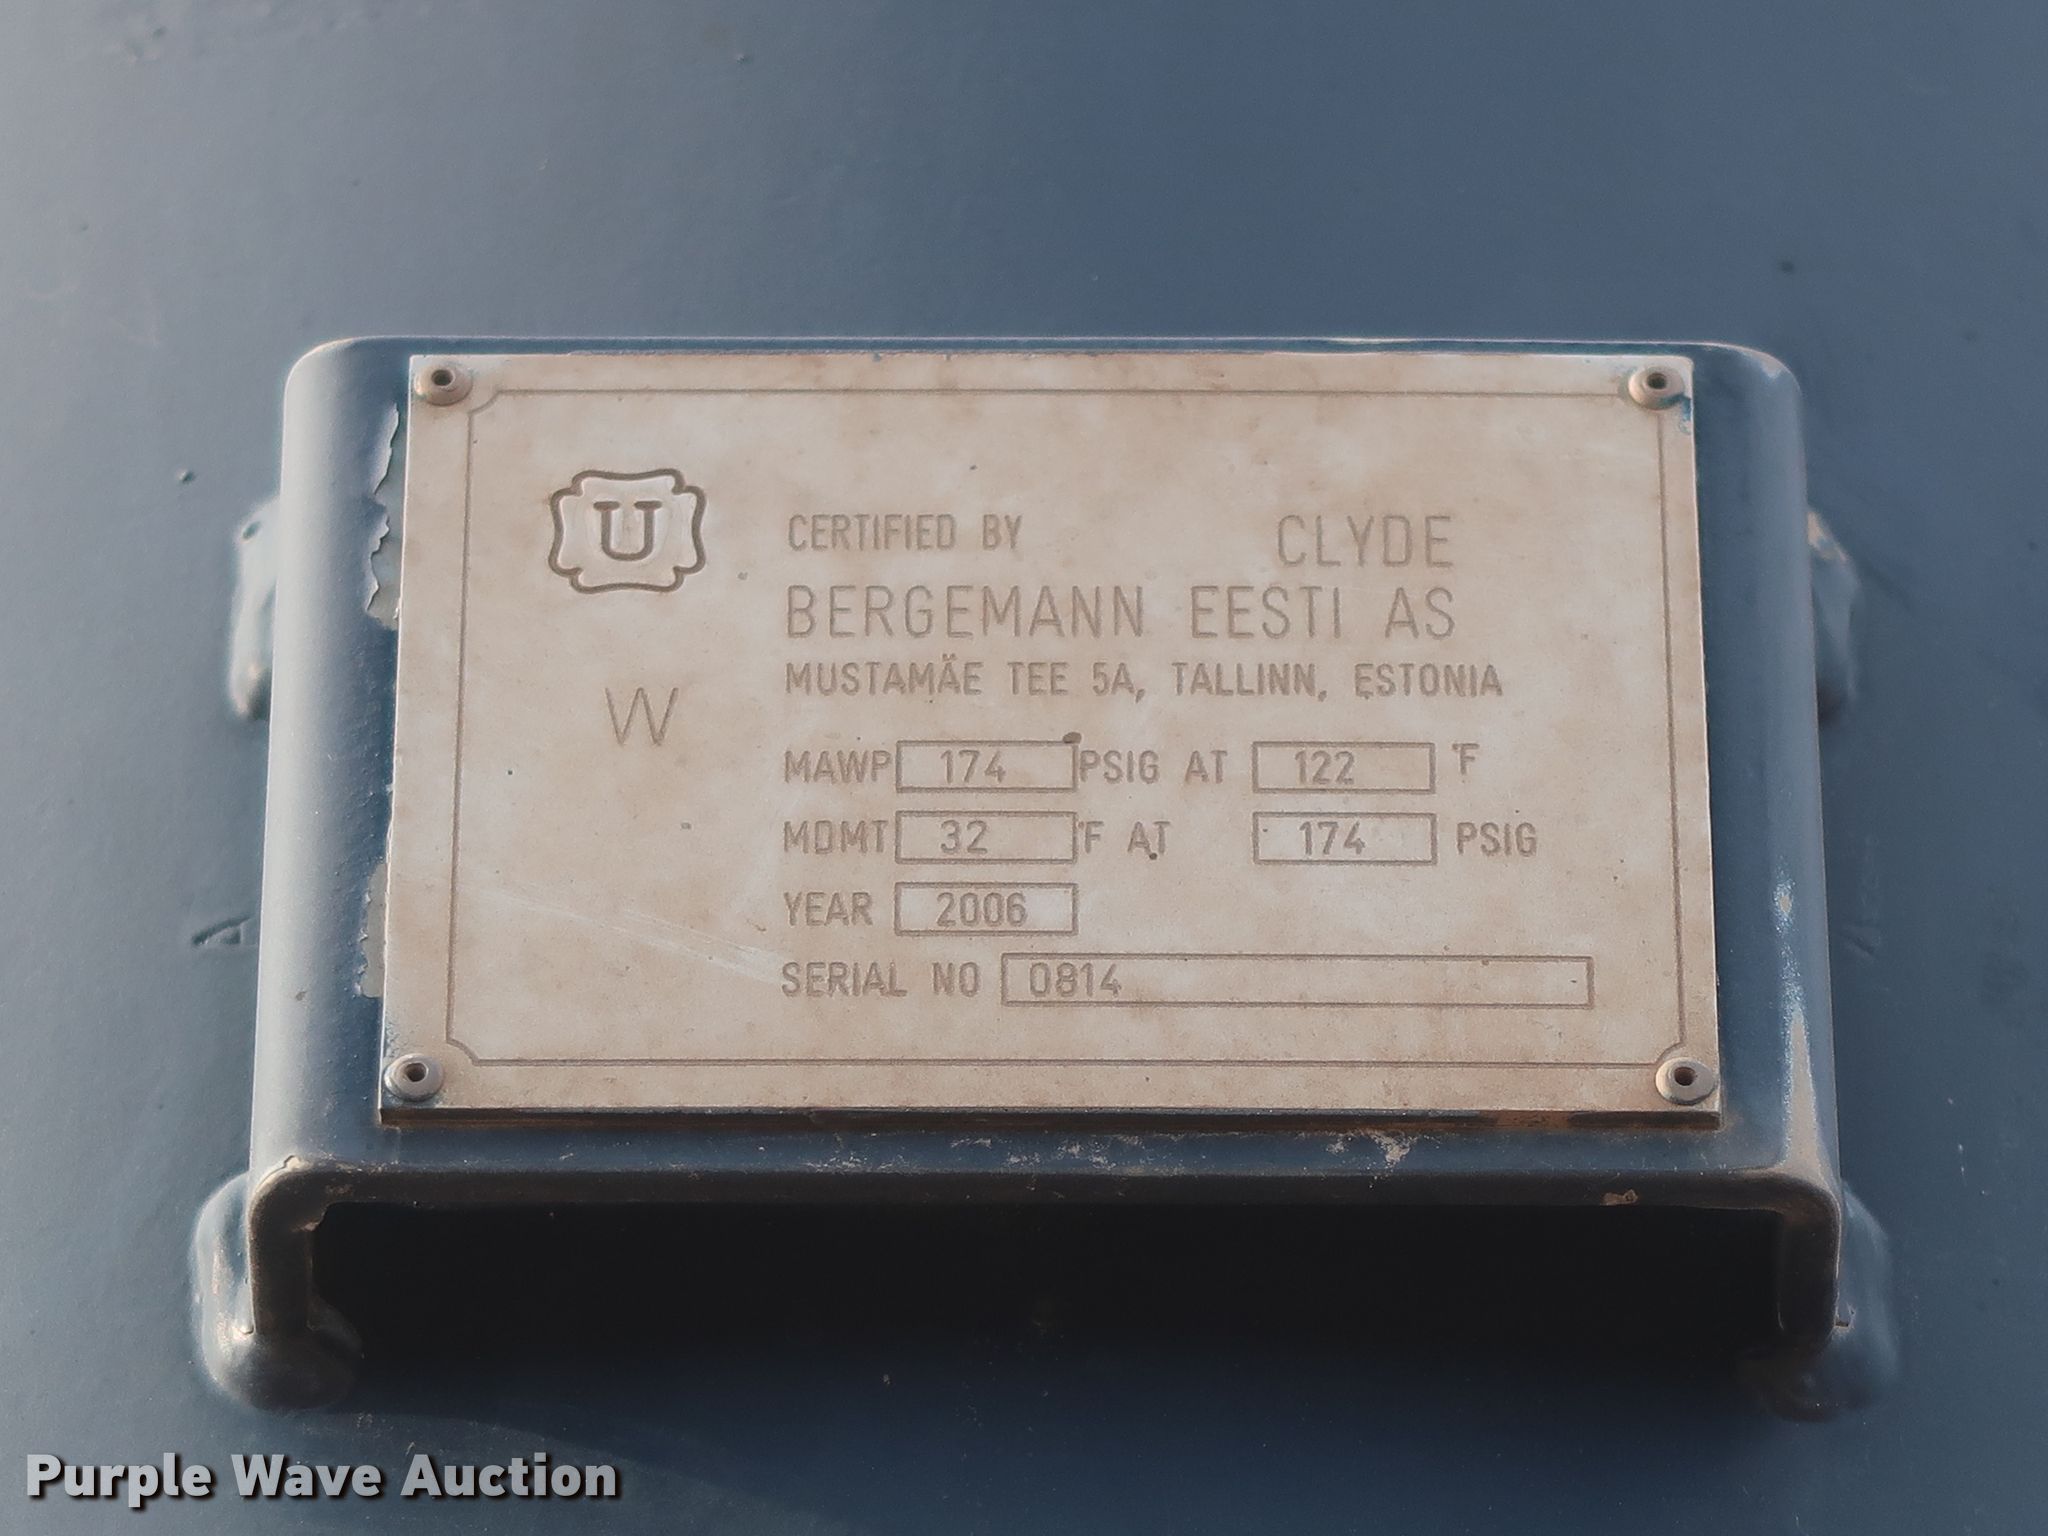 U
CERTIFIED BY CLYDE
BERGEMANN EESTI AS
MUSTAMÄE TEE 5A, TALLINN, ESTONIA
W
MAWP 174 PSIG AT 122 °F
MDMT 32 °F AT 174 PSIG
YEAR 2006
SERIAL NO 0814
Purple Wave Auction